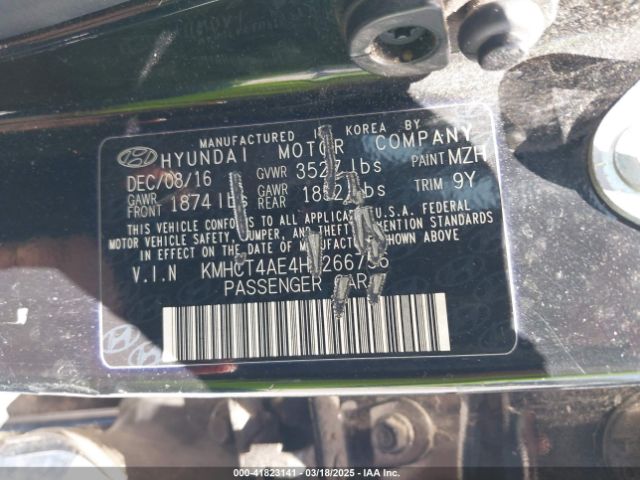 MANUFACTURED IN KOREA BY
HYUNDAI MOTOR COMPANY
DEC/08/16 GVWR 3527 lbs PAINT MZH
GAWR FRONT 1874 lbs GAWR REAR lbs TRIM 9Y
THIS VEHICLE CONFORMS TO ALL APPLICABLE U.S.A. FEDERAL
MOTOR VEHICLE SAFETY, BUMPER, AND THEFT PREVENTION STANDARDS
IN EFFECT ON THE DATE OF MANUFACTURE SHOWN ABOVE
V.I.N
PASSENGER CAR
000-41823141 - 03/18/2025 - IAA Inc.